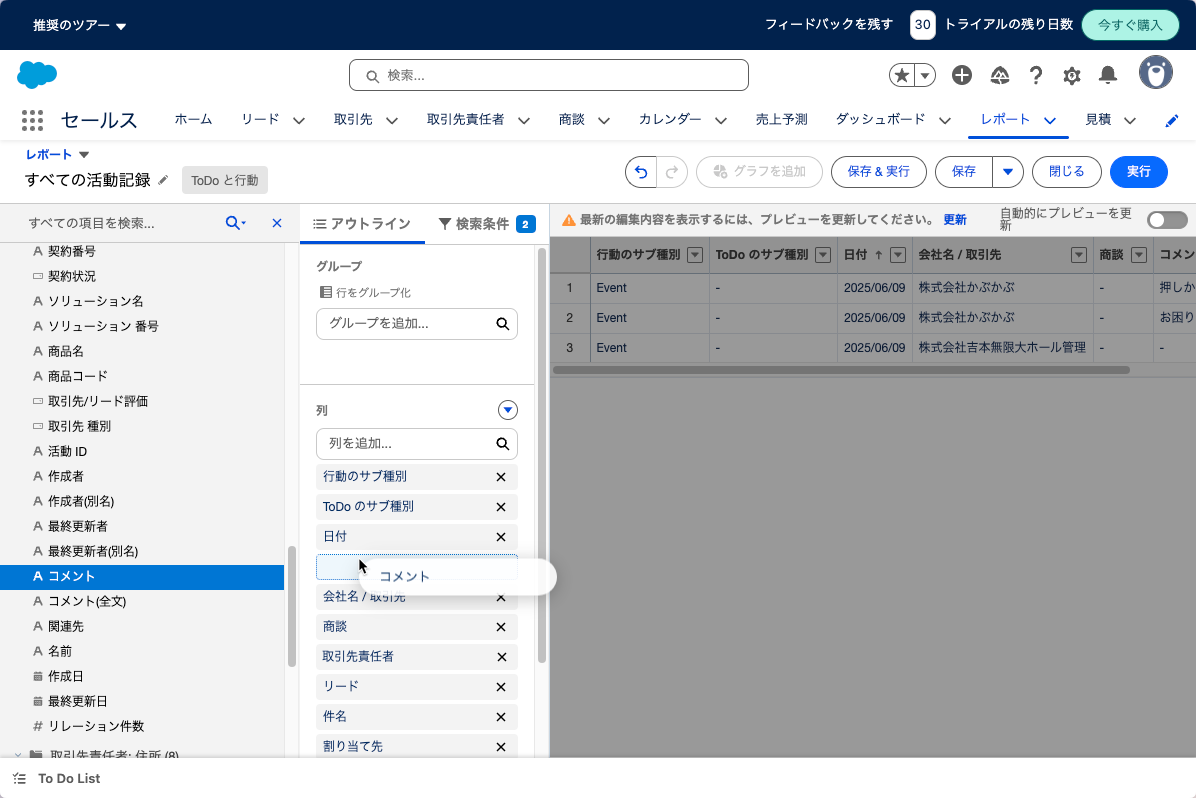 推奨のツアー
フィードバックを残す 30 トライアルの残り日数 今すぐ購入
検索...
セールス ホーム リード 取引先 取引先責任者 商談 カレンダー 売上予測 ダッシュボード レポート 見積
レポート
すべての活動記録 ToDo と行動
グラフを追加 保存 & 実行 保存 閉じる 実行
すべての項目を検索...
契約番号
契約状況
ソリューション名
ソリューション 番号
商品名
商品コード
取引先/リード評価
取引先 種別
活動 ID
作成者
作成者(別名)
最終更新者
最終更新者(別名)
コメント
コメント(全文)
関連先
名前
作成日
最終更新日
リレーション件数
取引先責任者: 住所 (8)
アウトライン 検索条件 2
グループ
行をグループ化
グループを追加...
列
列を追加...
行動のサブ種別
ToDo のサブ種別
日付
コメント
会社名 / 取引先
商談
取引先責任者
リード
件名
割り当て先
最新の編集内容を表示するには、プレビューを更新してください。 更新
自動的にプレビューを更新
行動のサブ種別 ToDo のサブ種別 日付 ↑ 会社名 / 取引先 商談 コメン
1 Event - 2025/06/09 株式会社かぶかぶ - 押しか
2 Event - 2025/06/09 株式会社かぶかぶ - お困り
3 Event - 2025/06/09 株式会社吉本無限大ホール管理 - -
To Do List